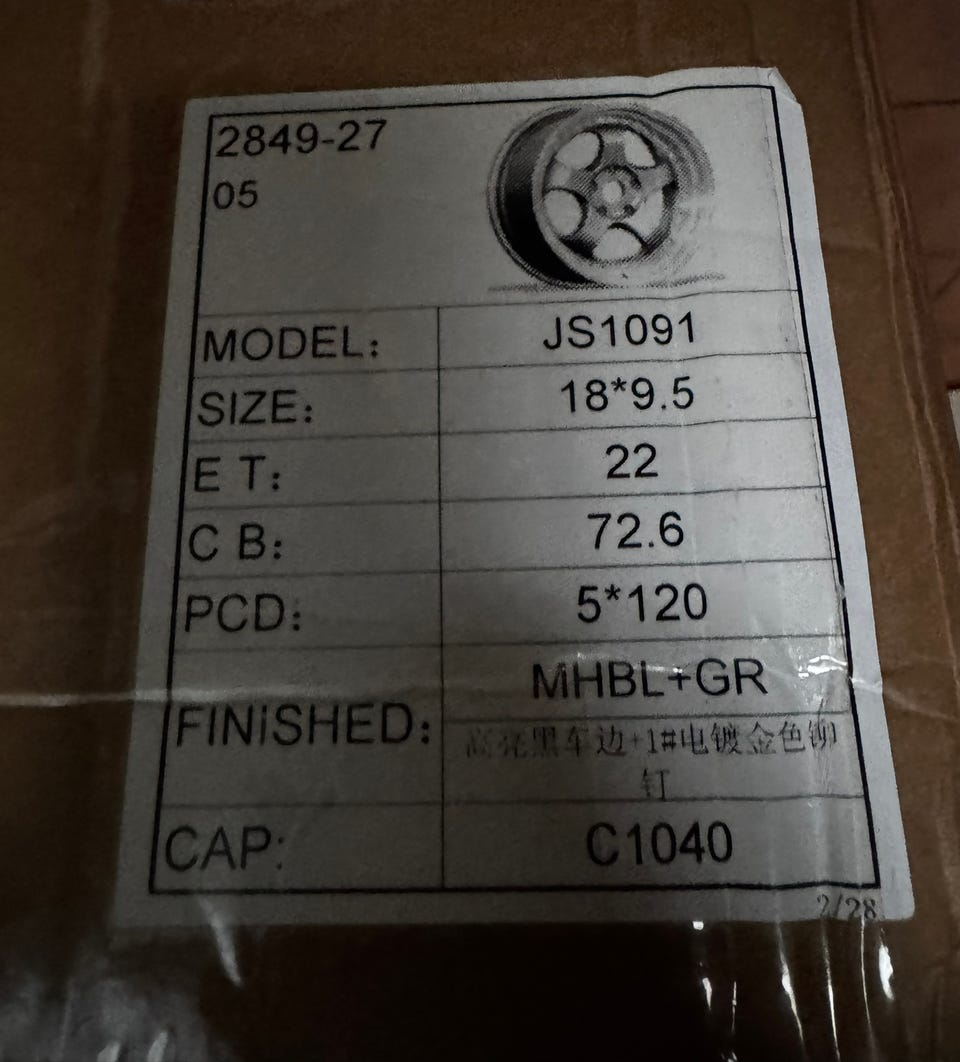 2849-27
05
MODEL: JS1091
SIZE: 18*9.5
E T: 22
C B: 72.6
PCD: 5*120
FINiSHED: MHBL+GR
高亮黑车边+1#电镀金色铆
钉
CAP: C1040
2/28